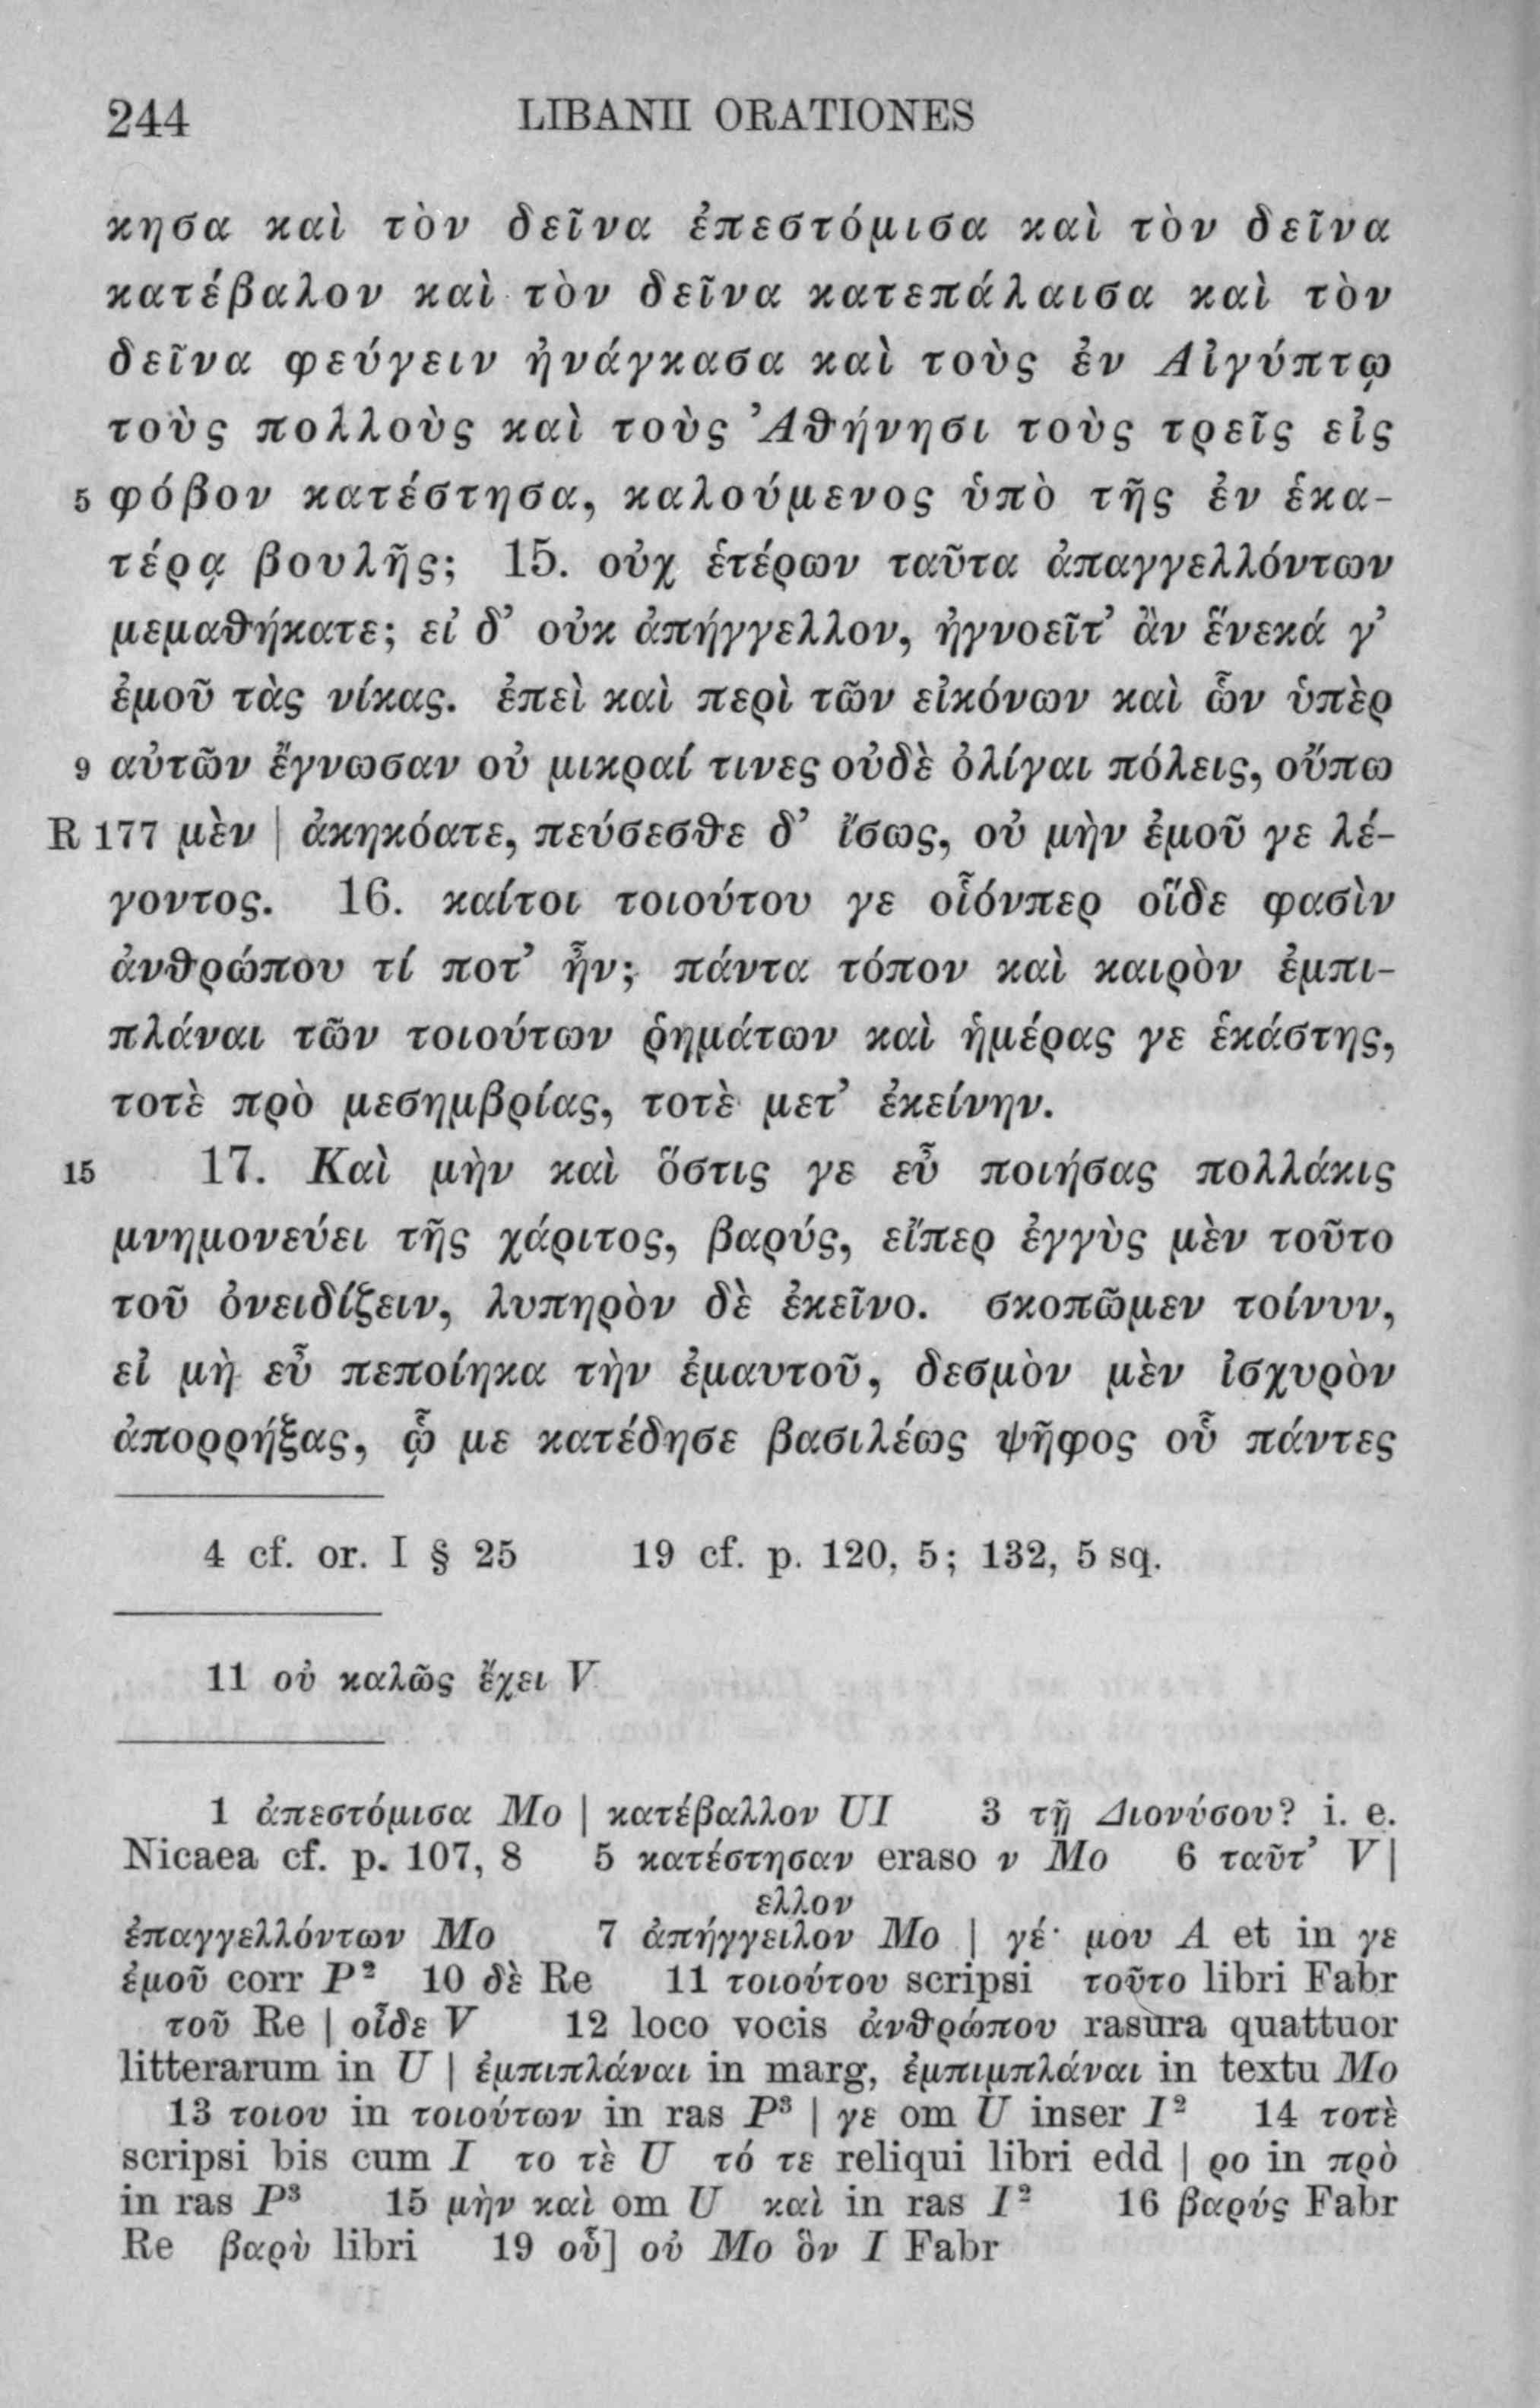 244 LIBANII ORATIONES
κησα καὶ τὸν δεῖνα ἐπεστόμισα καὶ τὸν δεῖνα
κατέβαλον καὶ τὸν δεῖνα κατεπάλαισα καὶ τὸν
δεῖνα φεύγειν ἠνάγκασα καὶ τοὺς ἐν Αἰγύπτῳ
τοὺς πολλοὺς καὶ τοὺς Ἀθήνησι τοὺς τρεῖς εἰς
5 φόβον κατέστησα, καλούμενος ὑπὸ τῆς ἐν ἑκα-
τέρᾳ βουλῆς; 15. οὐχ ἑτέρων ταῦτα ἀπαγγελλόντων
μεμαθήκατε; εἰ δ’ οὐκ ἀπήγγελλον, ἠγνοεῖτ’ ἂν ἕνεκά γ’
ἐμοῦ τὰς νίκας. ἐπεὶ καὶ περὶ τῶν εἰκόνων καὶ ὧν ὑπὲρ
9 αὐτῶν ἔγνωσαν οὐ μικραί τινες οὐδὲ ὀλίγαι πόλεις, οὔπω
R 177 μὲν | ἀκηκόατε, πεύσεσθε δ’ ἴσως, οὐ μὴν ἐμοῦ γε λέ-
γοντος. 16. καίτοι τοιούτου γε οἷόνπερ οἵδε φασὶν
ἀνθρώπου τί ποτ’ ἦν; πάντα τόπον καὶ καιρὸν ἐμπι-
πλάναι τῶν τοιούτων ῥημάτων καὶ ἡμέρας γε ἑκάστης,
τοτὲ πρὸ μεσημβρίας, τοτὲ μετ’ ἐκείνην.
15 17. Καὶ μὴν καὶ ὅστις γε εὖ ποιήσας πολλάκις
μνημονεύει τῆς χάριτος, βαρύς, εἴπερ ἐγγὺς μὲν τοῦτο
τοῦ ὀνειδίζειν, λυπηρὸν δὲ ἐκεῖνο. σκοπῶμεν τοίνυν,
εἰ μὴ εὖ πεποίηκα τὴν ἐμαυτοῦ, δεσμὸν μὲν ἰσχυρὸν
ἀπορρήξας, ᾧ με κατέδησε βασιλέως ψῆφος οὗ πάντες
4 cf. or. I § 25 19 cf. p. 120, 5; 132, 5 sq.
11 οὐ καλῶς ἔχει V
1 ἀπεστόμισα Mo | κατέβαλλον UI 3 τῇ Διονύσου? i. e.
Nicaea cf. p. 107, 8 5 κατέστησαν eraso ν Mo 6 ταῦτ’ V |
ελλον
ἐπαγγελλόντων Mo 7 ἀπήγγειλον Mo | γέ· μου A et in γε
ἐμοῦ corr P² 10 δὲ Re 11 τοιούτου scripsi τοῦτο libri Fabr
τοῦ Re | οἶδε V 12 loco vocis ἀνθρώπου rasura quattuor
litterarum in U | ἐμπιπλάναι in marg, ἐμπιμπλάναι in textu Mo
13 τοιου in τοιούτων in ras P³ | γε om U inser I² 14 τοτὲ
scripsi bis cum I το τὲ U τό τε reliqui libri edd | ρο in πρὸ
in ras P³ 15 μὴν καὶ om U καὶ in ras I² 16 βαρύς Fabr
Re βαρὺ libri 19 οὗ] οὐ Mo ὃν I Fabr